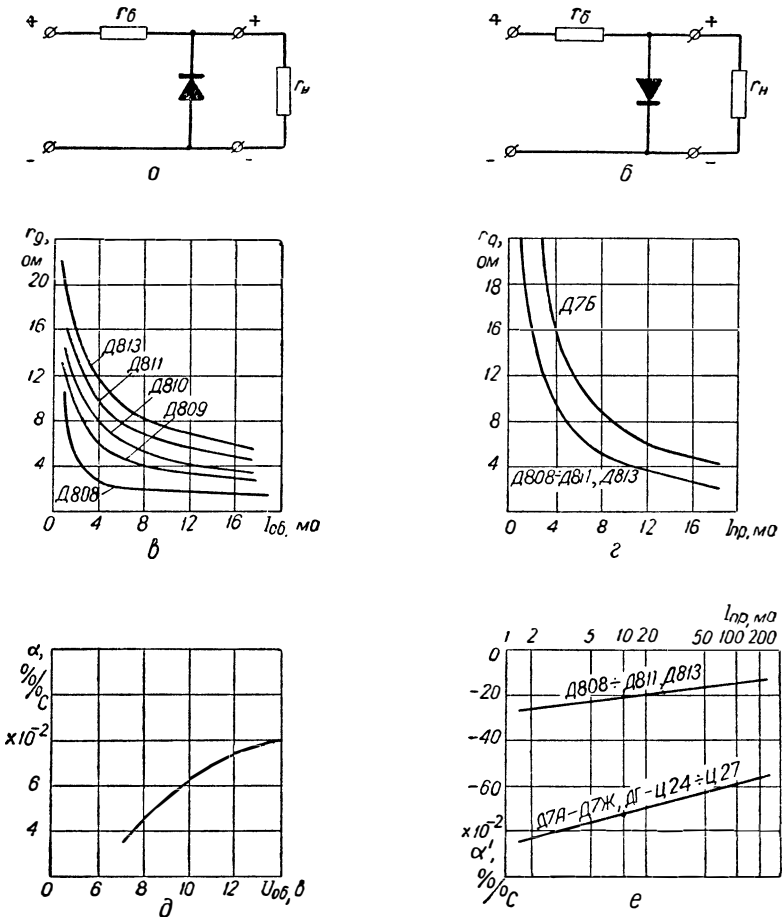 + rб +
rн
- -
а
+ rб +
rн
- -
б
rд,
ом
20
16
12
8
4
Д813
Д811
Д810
Д809
Д808
0 4 8 12 16 Iоб, ма
в
rд,
ом
18
16
12
8
4
Д7Б
Д808÷Д811, Д813
0 4 8 12 16 Iпр, ма
г
α,
%/°С
×10⁻²
6
4
0 6 8 10 12 Uоб, в
д
Iпр, ма
1 2 5 10 20 50 100 200
0
-20
-40
-60
×10⁻²
α'
%/°С
Д808÷Д811, Д813
Д7А-Д7Ж, ДГ-Ц24÷Ц27
е